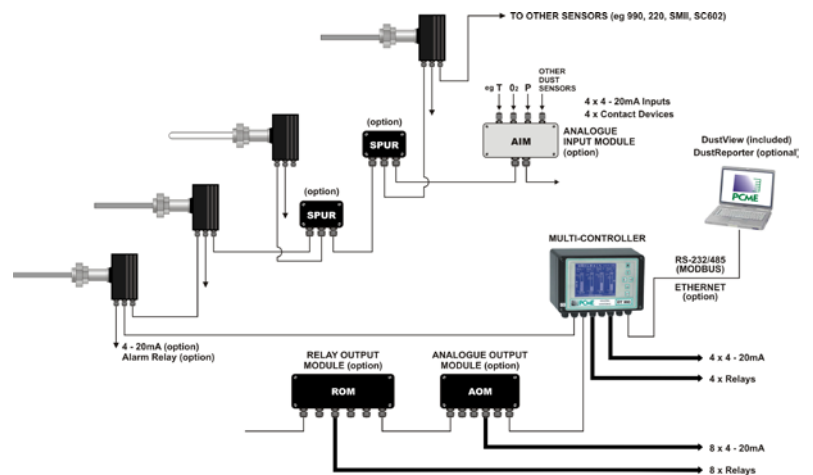 TO OTHER SENSORS (eg 990, 220, SMII, SC602)
eg T O₂ P
OTHER
DUST
SENSORS
4 x 4 - 20mA Inputs
4 x Contact Devices
(option)
SPUR
AIM
ANALOGUE
INPUT MODULE
(option)
DustView (included)
DustReporter (optional)
PCME
(option)
SPUR
MULTI-CONTROLLER
RS-232/485
(MODBUS)
ETHERNET
(option)
PCME
4 - 20mA (option)
Alarm Relay (option)
RELAY OUTPUT
MODULE (option)
ROM
ANALOGUE OUTPUT
MODULE (option)
AOM
4 x 4 - 20mA
4 x Relays
8 x 4 - 20mA
8 x Relays